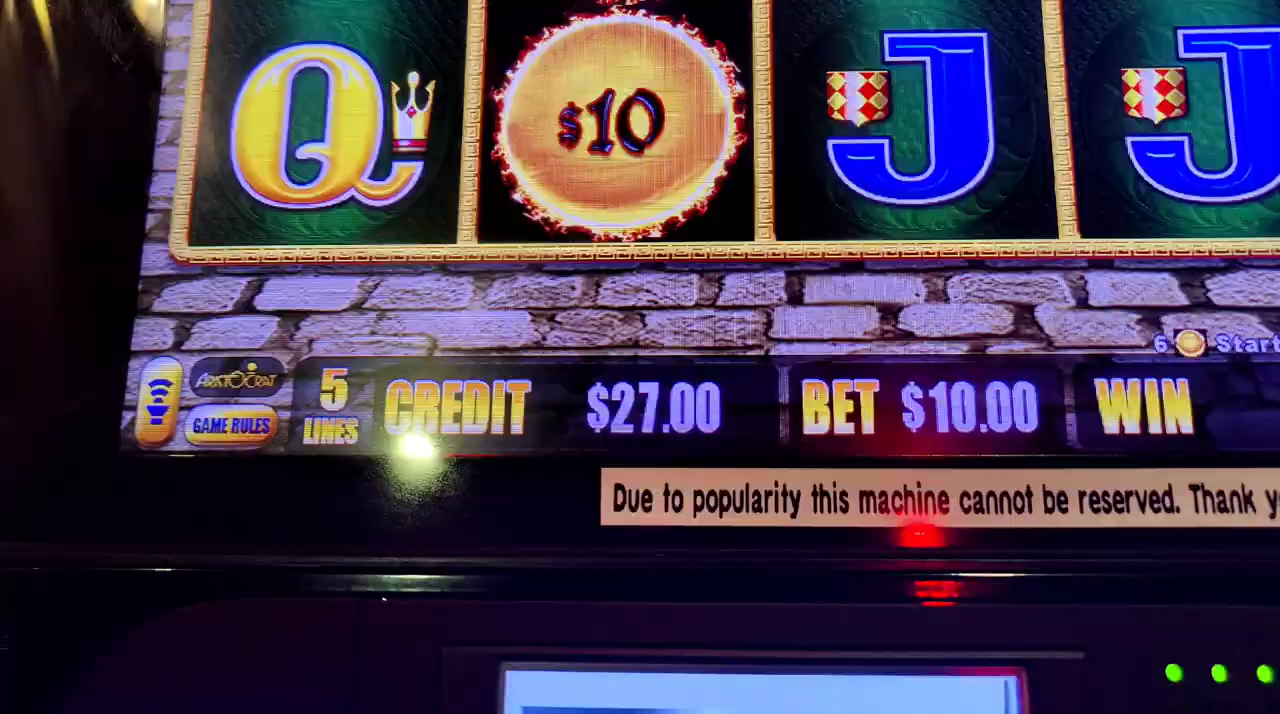 Q $10 J J
6 Start
ARISTOCRAT
GAME RULES
5 LINES
CREDIT $27.00 BET $10.00 WIN
Due to popularity this machine cannot be reserved. Thank y